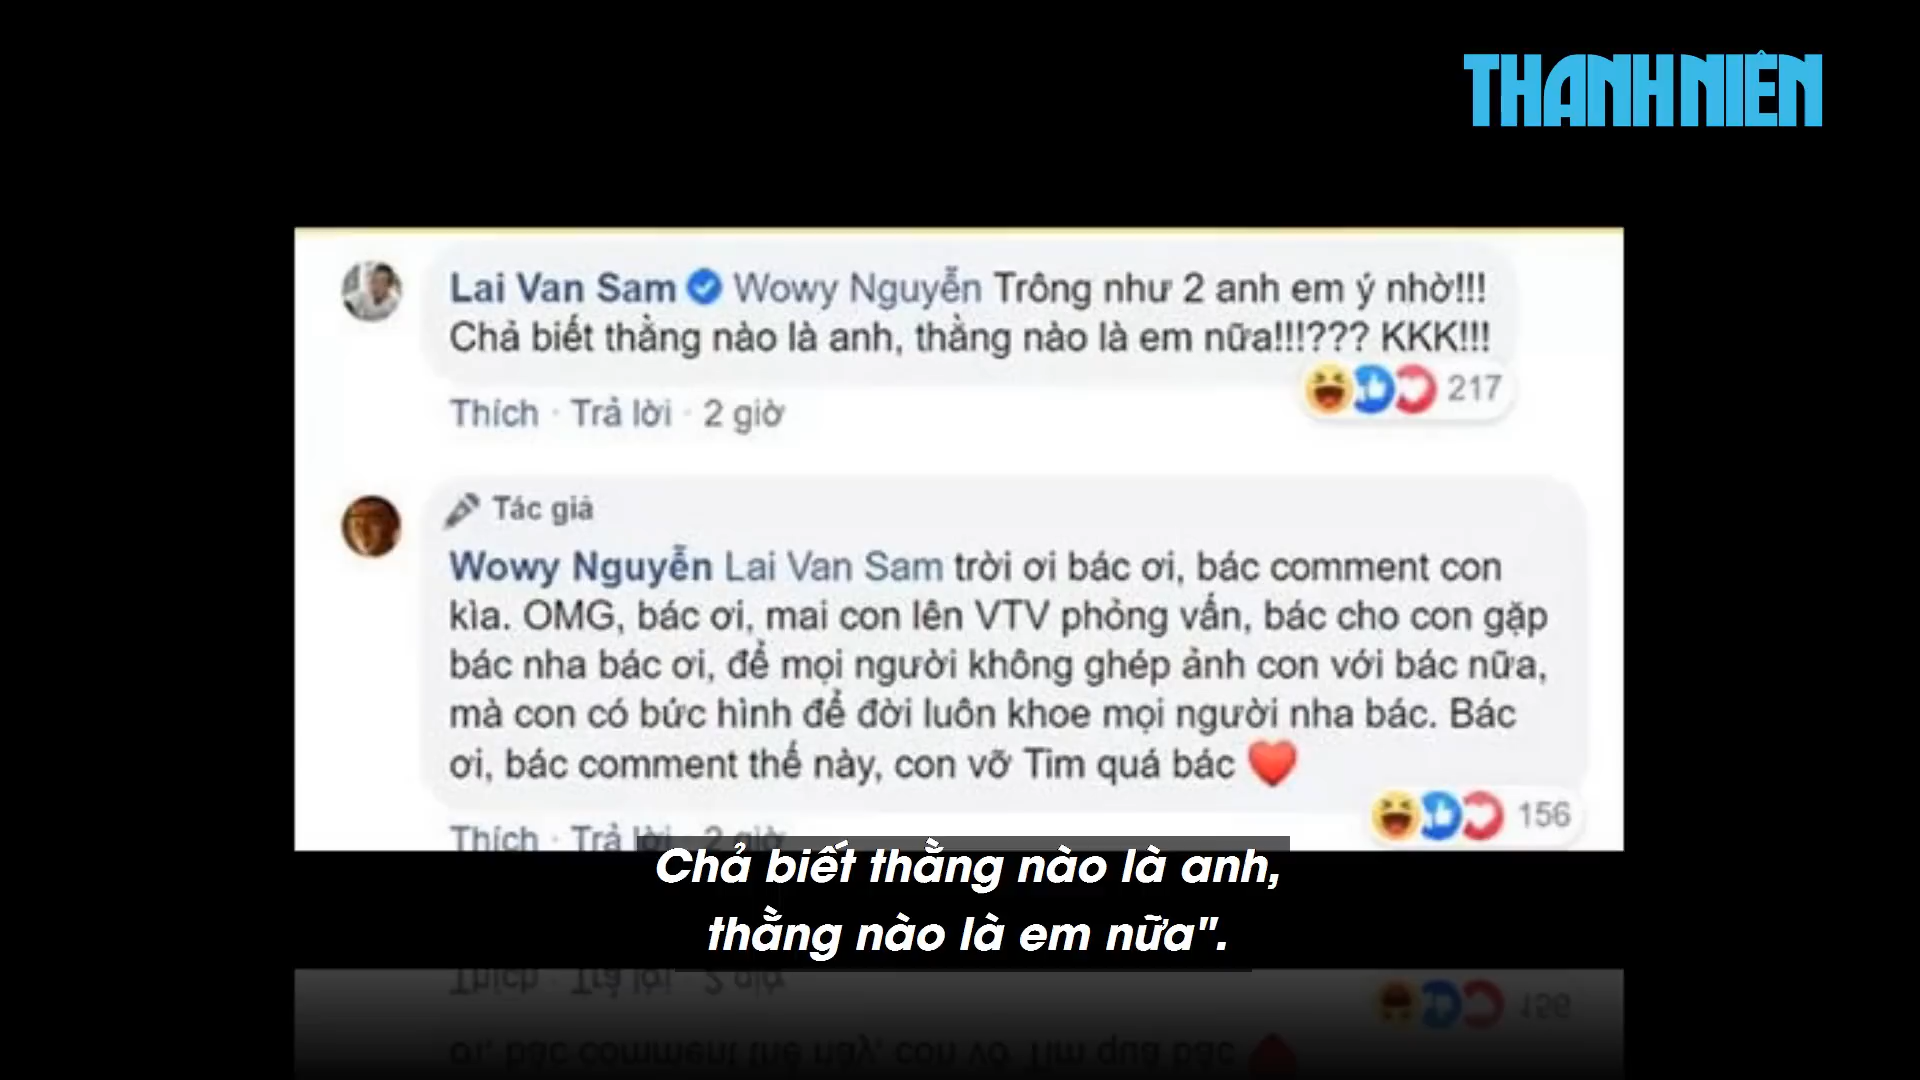 THANH NIÊN
Lai Van Sam Wowy Nguyễn Trông như 2 anh em ý nhờ!!!
Chả biết thằng nào là anh, thằng nào là em nữa!!!??? KKK!!!
217
Thích · Trả lời · 2 giờ
Tác giả
Wowy Nguyễn Lai Van Sam trời ơi bác ơi, bác comment con
kìa. OMG, bác ơi, mai con lên VTV phỏng vấn, bác cho con gặp
bác nha bác ơi, để mọi người không ghép ảnh con với bác nữa,
mà con có bức hình để đời luôn khoe mọi người nha bác. Bác
ơi, bác comment thế này, con vỡ Tim quá bác ❤️
156
Thích · Trả lời · 2 giờ
Chả biết thằng nào là anh,
thằng nào là em nữa".